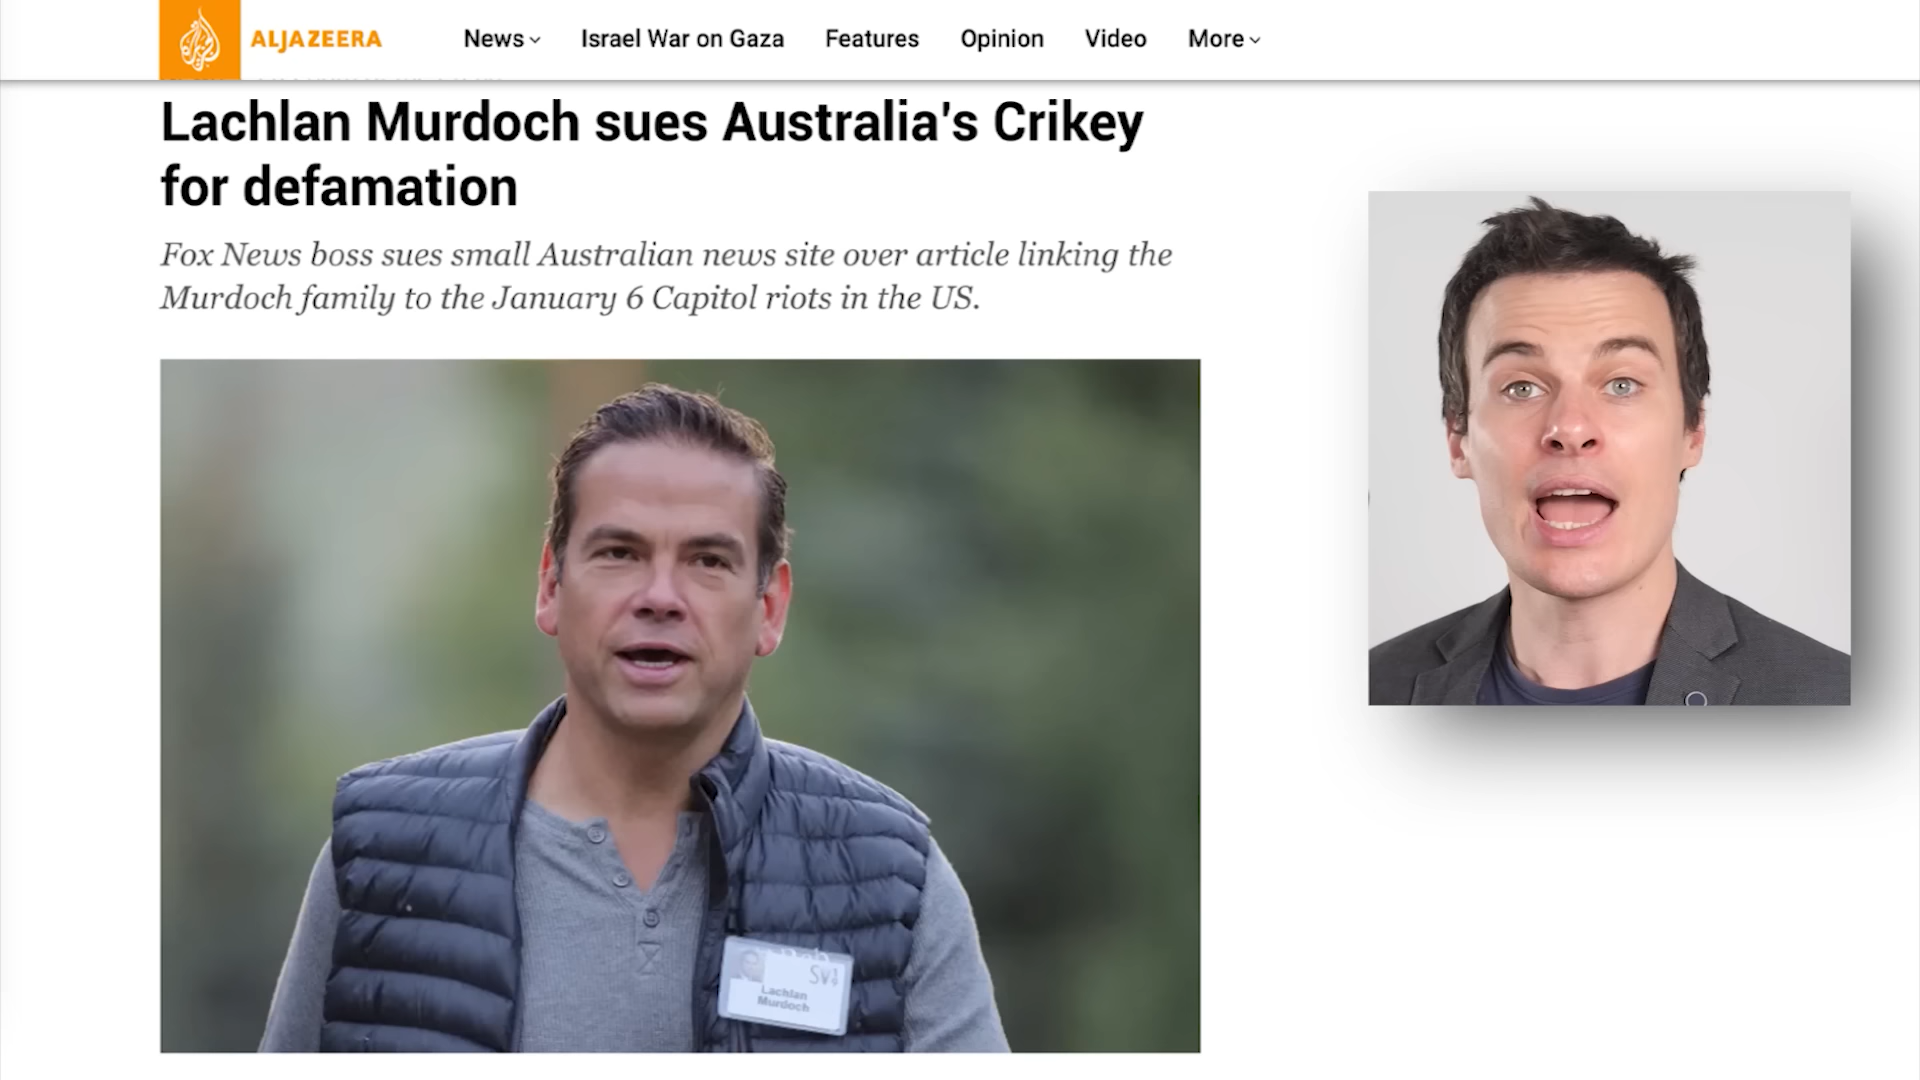 ALJAZEERA
News
Israel War on Gaza
Features
Opinion
Video
More
Lachlan Murdoch sues Australia's Crikey
for defamation
Fox News boss sues small Australian news site over article linking the
Murdoch family to the January 6 Capitol riots in the US.
Lachlan
Murdoch